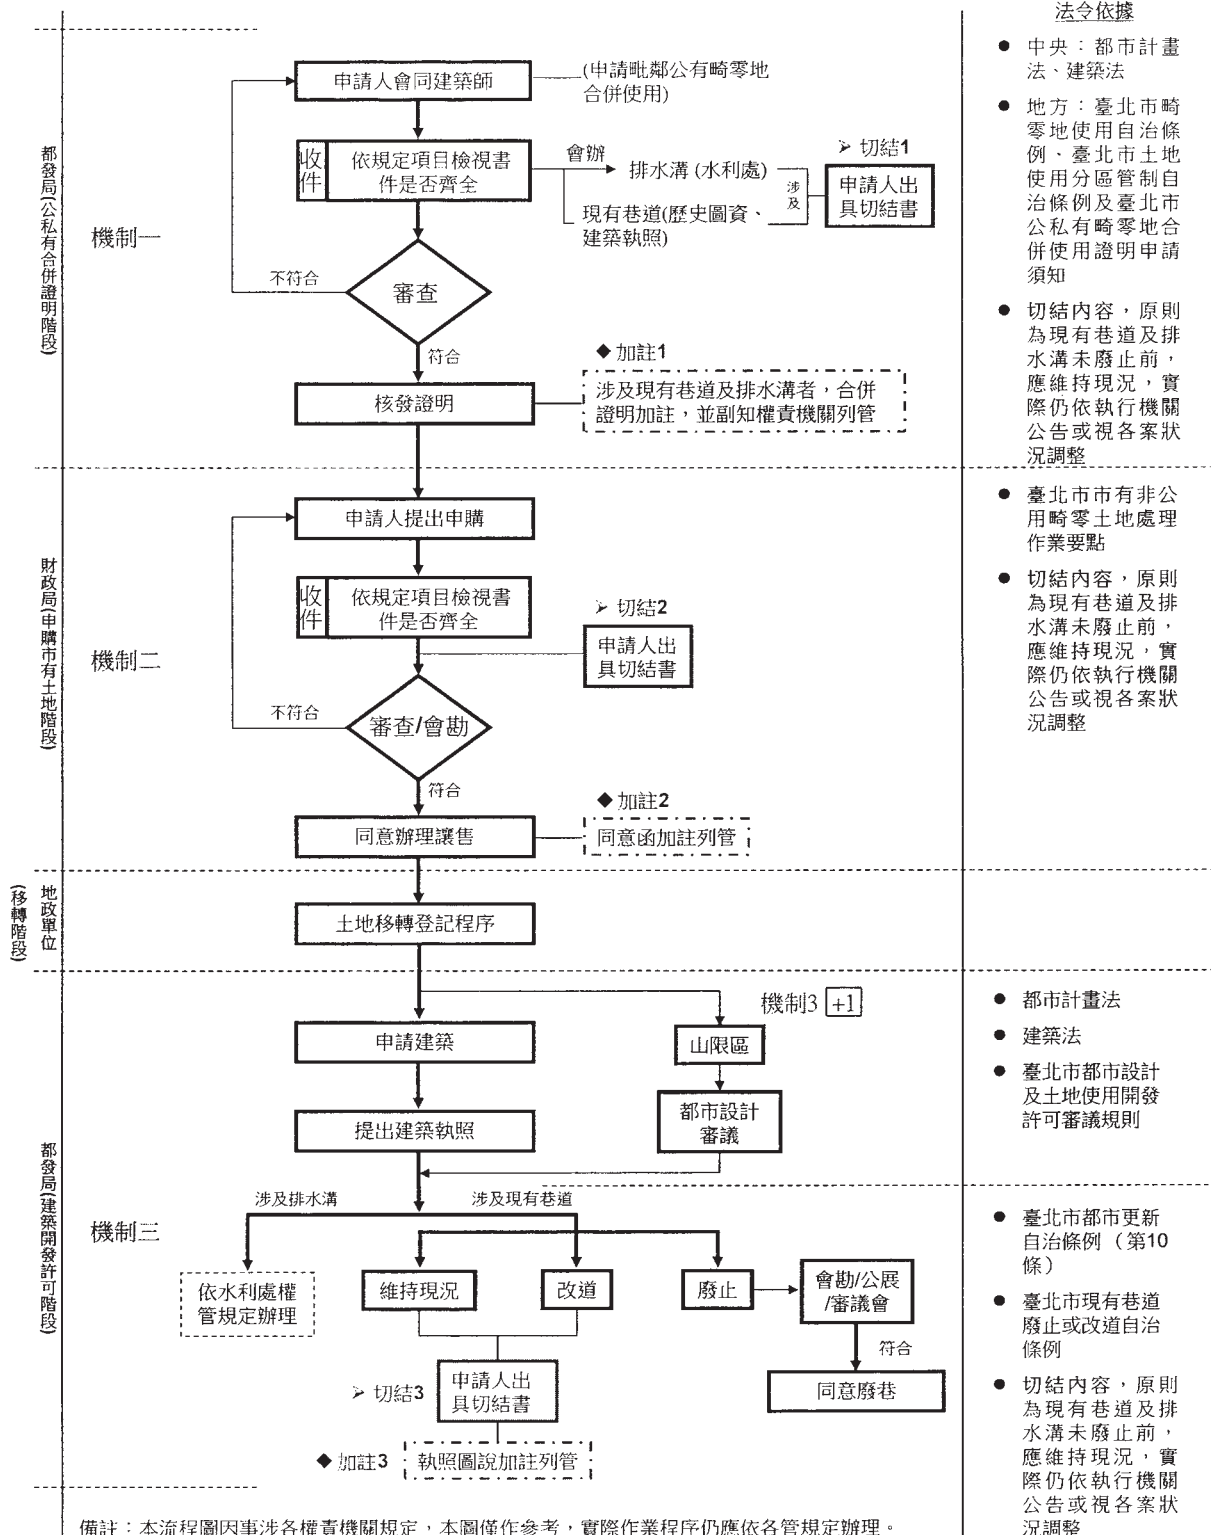 法令依據
都發局(公私有合併證明階段)
機制一
申請人會同建築師
(申請毗鄰公有畸零地
合併使用)
收件
依規定項目檢視書
件是否齊全
會辦
排水溝 (水利處)
現有巷道(歷史圖資、
建築執照)
涉及
➢ 切結1
申請人出
具切結書
不符合
審查
符合
◆ 加註1
核發證明
涉及現有巷道及排水溝者，合併
證明加註，並副知權責機關列管
● 中央：都市計畫
法、建築法
● 地方：臺北市畸
零地使用自治條
例、臺北市土地
使用分區管制自
治條例及臺北市
公私有畸零地合
併使用證明申請
須知
● 切結內容，原則
為現有巷道及排
水溝未廢止前，
應維持現況，實
際仍依執行機關
公告或視各案狀
況調整
財政局(申購市有土地階段)
機制二
申請人提出申購
收件
依規定項目檢視書
件是否齊全
➢ 切結2
申請人出
具切結書
不符合
審查/會勘
符合
◆ 加註2
同意辦理讓售
同意函加註列管
● 臺北市市有非公
用畸零土地處理
作業要點
● 切結內容，原則
為現有巷道及排
水溝未廢止前，
應維持現況，實
際仍依執行機關
公告或視各案狀
況調整
地政單位
(移轉階段)
土地移轉登記程序
都發局(建築開發許可階段)
機制三
機制3 +1
申請建築
山限區
提出建築執照
都市設計
審議
涉及排水溝
涉及現有巷道
依水利處權
管規定辦理
維持現況
改道
廢止
會勘/公展
/審議會
符合
同意廢巷
➢ 切結3
申請人出
具切結書
◆ 加註3
執照圖說加註列管
● 都市計畫法
● 建築法
● 臺北市都市設計
及土地使用開發
許可審議規則
● 臺北市都市更新
自治條例（第10
條）
● 臺北市現有巷道
廢止或改道自治
條例
● 切結內容，原則
為現有巷道及排
水溝未廢止前，
應維持現況，實
際仍依執行機關
公告或視各案狀
況調整
備註：本流程圖因事涉各權責機關規定，本圖僅作參考，實際作業程序仍應依各管規定辦理。